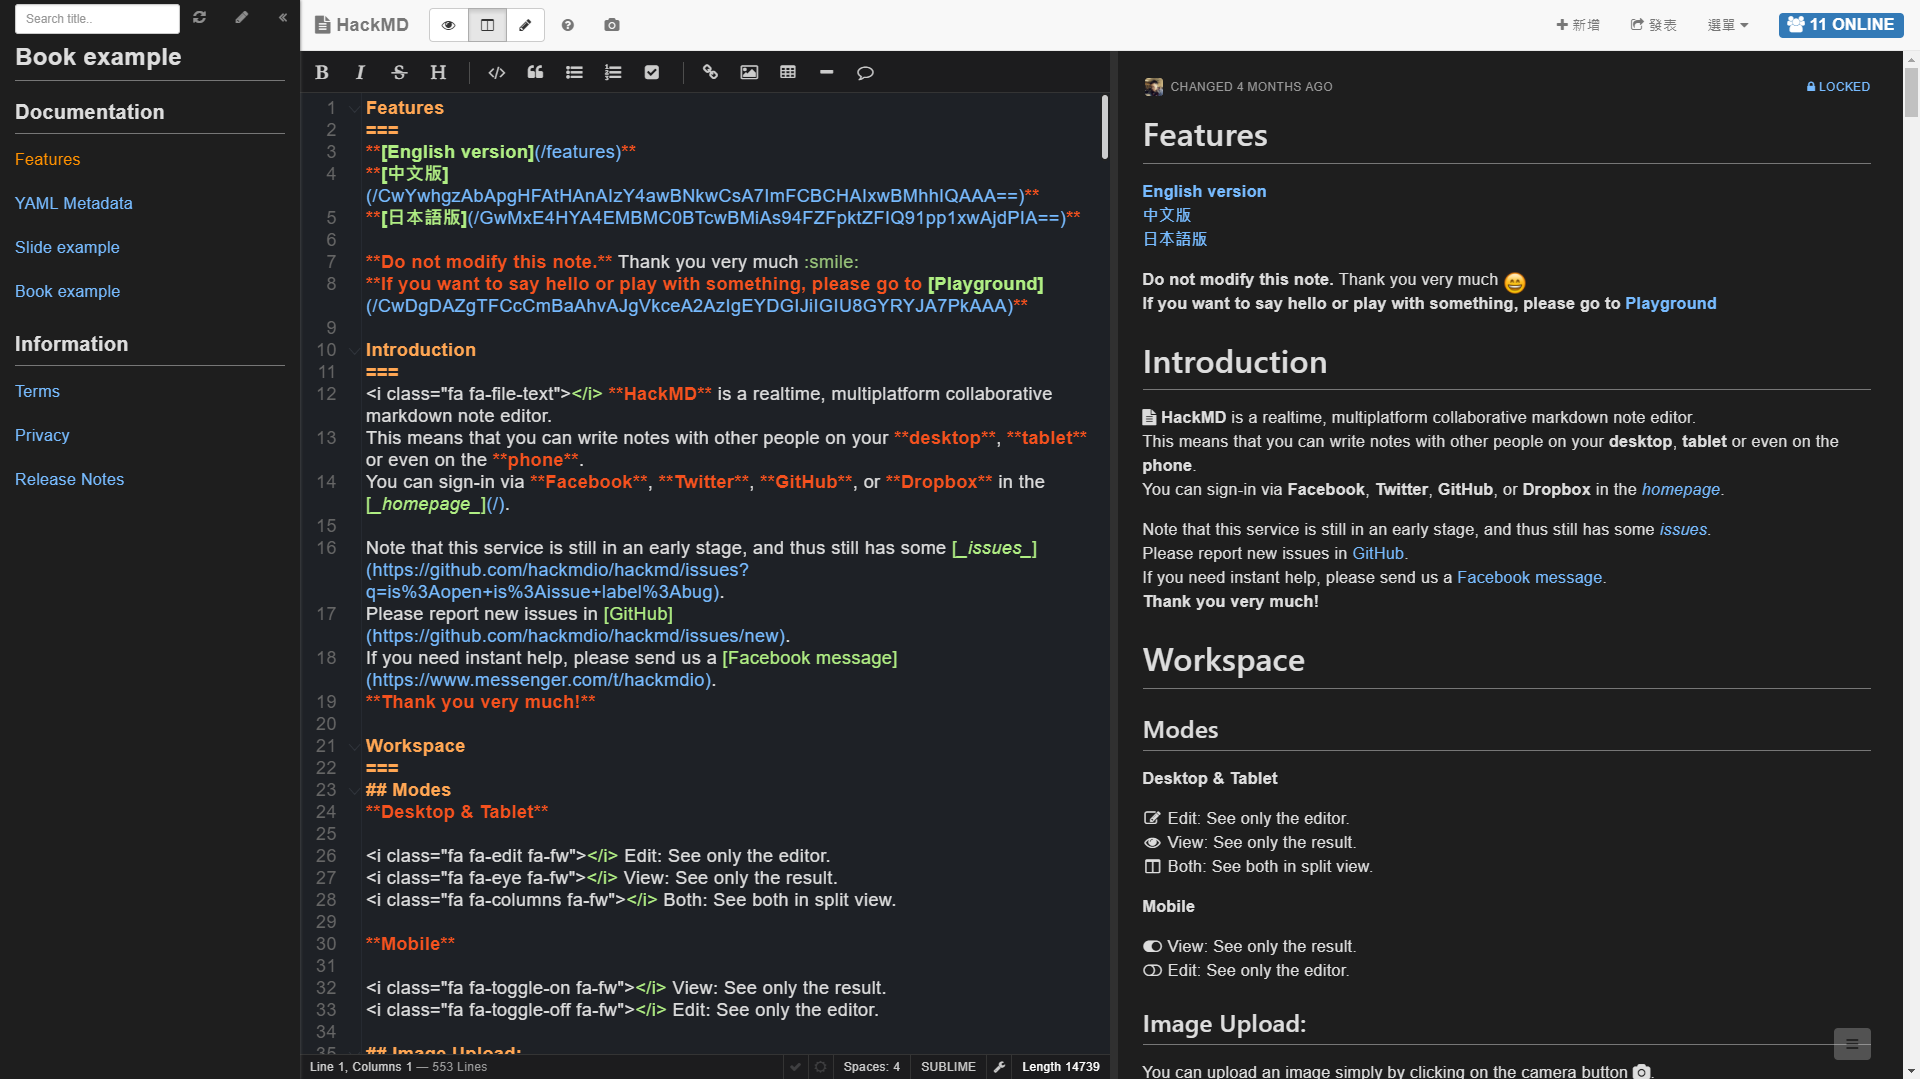 Search title..
Book example
Documentation
Features
YAML Metadata
Slide example
Book example
Information
Terms
Privacy
Release Notes
HackMD
新增
發表
選單
11 ONLINE
B I S H
1 Features
2 ===
3 **[English version](/features)**
4 **[中文版]
(/CwYwhgzAbApgHFAtHAnAIzY4awBNkwCsA7ImFCBCHAIxwBMhhIQAAA==)**
5 **[日本語版](/GwMxE4HYA4EMBMC0BTcwBMiAs94FZFpktZFIQ91pp1xwAjdPIA==)**
6
7 **Do not modify this note.** Thank you very much :smile:
8 **If you want to say hello or play with something, please go to [Playground]
(/CwDgDAZgTFCcCmBaAhvAJgVkceA2AzIgEYDGIJiIGIU8GYRYJA7PkAAA)**
9
10 Introduction
11 ===
12 <i class="fa fa-file-text"></i> **HackMD** is a realtime, multiplatform collaborative
markdown note editor.
13 This means that you can write notes with other people on your **desktop**, **tablet**
or even on the **phone**.
14 You can sign-in via **Facebook**, **Twitter**, **GitHub**, or **Dropbox** in the
[_homepage_](/).
15
16 Note that this service is still in an early stage, and thus still has some [_issues_]
(https://github.com/hackmdio/hackmd/issues?
q=is%3Aopen+is%3Aissue+label%3Abug).
17 Please report new issues in [GitHub]
(https://github.com/hackmdio/hackmd/issues/new).
18 If you need instant help, please send us a [Facebook message]
(https://www.messenger.com/t/hackmdio).
19 **Thank you very much!**
20
21 Workspace
22 ===
23 ## Modes
24 **Desktop & Tablet**
25
26 <i class="fa fa-edit fa-fw"></i> Edit: See only the editor.
27 <i class="fa fa-eye fa-fw"></i> View: See only the result.
28 <i class="fa fa-columns fa-fw"></i> Both: See both in split view.
29
30 **Mobile**
31
32 <i class="fa fa-toggle-on fa-fw"></i> View: See only the result.
33 <i class="fa fa-toggle-off fa-fw"></i> Edit: See only the editor.
34
35 ## Image Upload:
Line 1, Columns 1 — 553 Lines
Spaces: 4
SUBLIME
Length 14739
CHANGED 4 MONTHS AGO
LOCKED
Features
English version
中文版
日本語版
Do not modify this note. Thank you very much
If you want to say hello or play with something, please go to Playground
Introduction
HackMD is a realtime, multiplatform collaborative markdown note editor.
This means that you can write notes with other people on your desktop, tablet or even on the
phone.
You can sign-in via Facebook, Twitter, GitHub, or Dropbox in the homepage.
Note that this service is still in an early stage, and thus still has some issues.
Please report new issues in GitHub.
If you need instant help, please send us a Facebook message.
Thank you very much!
Workspace
Modes
Desktop & Tablet
Edit: See only the editor.
View: See only the result.
Both: See both in split view.
Mobile
View: See only the result.
Edit: See only the editor.
Image Upload:
You can upload an image simply by clicking on the camera button .